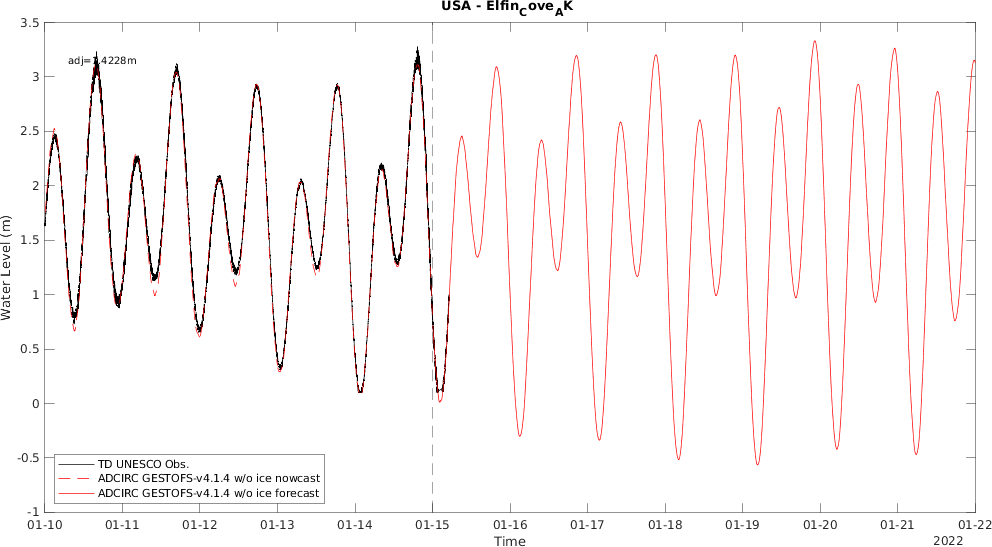 USA - ElfinCoveAK
adj=1.4228m
3.5
3
2.5
2
1.5
1
0.5
0
-0.5
-1
Water Level (m)
TD UNESCO Obs.
ADCIRC GESTOFS-v4.1.4 w/o ice nowcast
ADCIRC GESTOFS-v4.1.4 w/o ice forecast
01-10 01-11 01-12 01-13 01-14 01-15 01-16 01-17 01-18 01-19 01-20 01-21 01-22
Time
2022